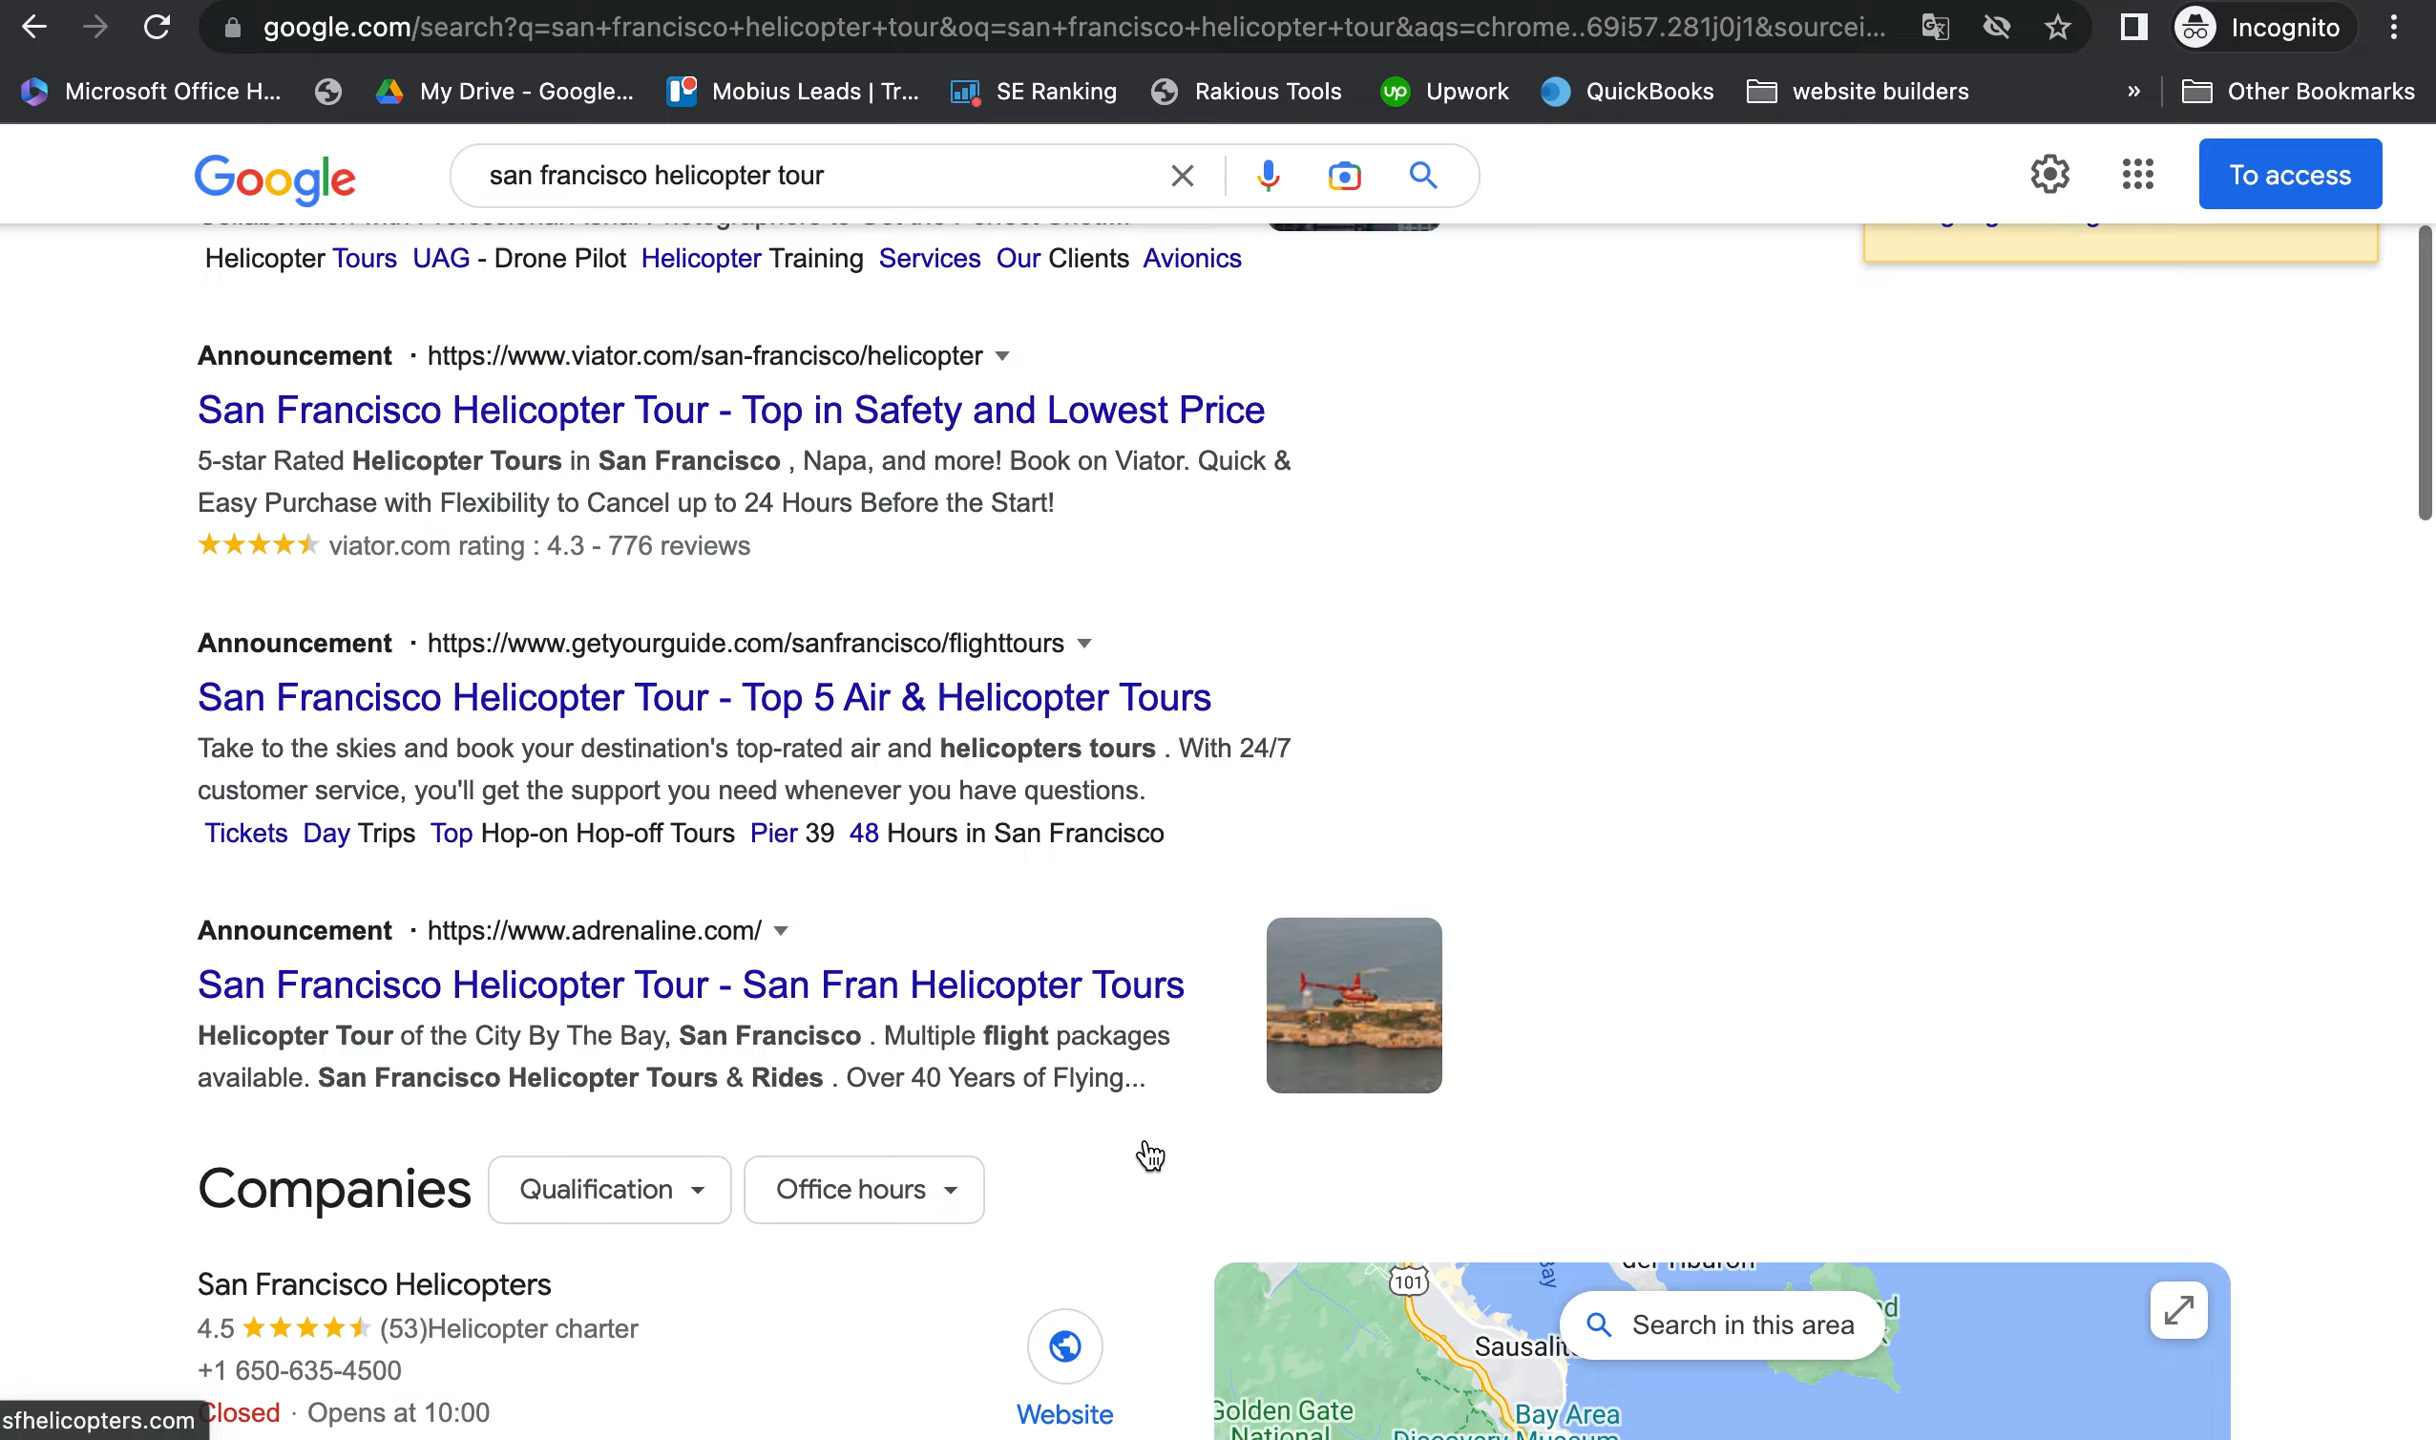 google.com/search?q=san+francisco+helicopter+tour&oq=san+francisco+helicopter+tour&aqs=chrome..69i57.281j0j1&sourcei...
Incognito
Microsoft Office H...
My Drive - Google...
Mobius Leads | Tr...
SE Ranking
Rakious Tools
up Upwork
QuickBooks
website builders
»
Other Bookmarks
Google
san francisco helicopter tour
To access
Helicopter Tours UAG - Drone Pilot Helicopter Training Services Our Clients Avionics
Announcement · https://www.viator.com/san-francisco/helicopter
San Francisco Helicopter Tour - Top in Safety and Lowest Price
5-star Rated Helicopter Tours in San Francisco , Napa, and more! Book on Viator. Quick &
Easy Purchase with Flexibility to Cancel up to 24 Hours Before the Start!
viator.com rating : 4.3 - 776 reviews
Announcement · https://www.getyourguide.com/sanfrancisco/flighttours
San Francisco Helicopter Tour - Top 5 Air & Helicopter Tours
Take to the skies and book your destination's top-rated air and helicopters tours . With 24/7
customer service, you'll get the support you need whenever you have questions.
Tickets Day Trips Top Hop-on Hop-off Tours Pier 39 48 Hours in San Francisco
Announcement · https://www.adrenaline.com/
San Francisco Helicopter Tour - San Fran Helicopter Tours
Helicopter Tour of the City By The Bay, San Francisco . Multiple flight packages
available. San Francisco Helicopter Tours & Rides . Over 40 Years of Flying...
Companies
Qualification
Office hours
San Francisco Helicopters
4.5 (53)Helicopter charter
+1 650-635-4500
Closed · Opens at 10:00
Website
sfhelicopters.com
101
Bay
Search in this area
Golden Gate
National
Bay Area
Discovery Museum